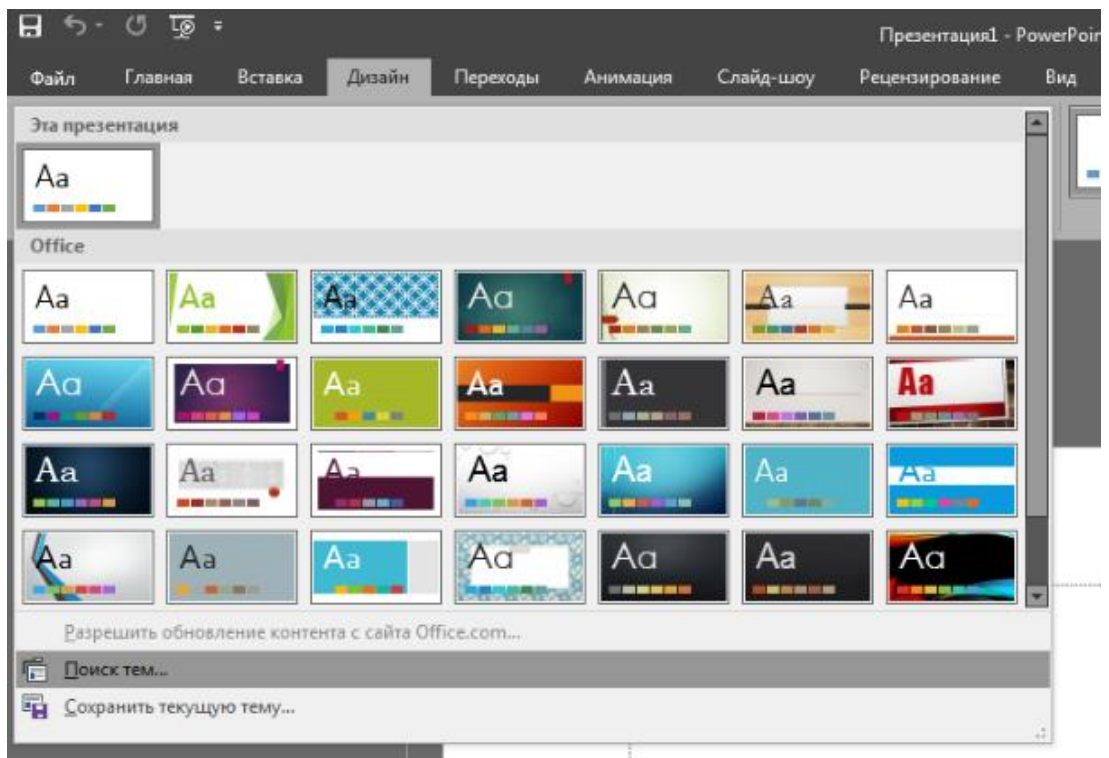 Презентация1 - PowerPoin
Файл Главная Вставка Дизайн Переходы Анимация Слайд-шоу Рецензирование Вид
Эта презентация
Aa
Office
Aa Aa Aa Aa Aa Aa Aa
Aa Aa Aa Aa Aa Aa Aa
Aa Aa Aa Aa Aa Aa Aa
Aa Aa Aa Aa Aa Aa Aa
Разрешить обновление контента с сайта Office.com...
Поиск тем...
Сохранить текущую тему...